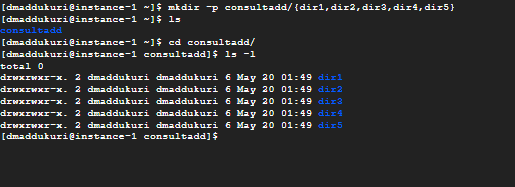 [dmaddukuri@instance-1 ~]$ mkdir -p consultadd/{dir1,dir2,dir3,dir4,dir5}
[dmaddukuri@instance-1 ~]$ ls
consultadd
[dmaddukuri@instance-1 ~]$ cd consultadd/
[dmaddukuri@instance-1 consultadd]$ ls -l
total 0
drwxrwxr-x. 2 dmaddukuri dmaddukuri 6 May 20 01:49 dir1
drwxrwxr-x. 2 dmaddukuri dmaddukuri 6 May 20 01:49 dir2
drwxrwxr-x. 2 dmaddukuri dmaddukuri 6 May 20 01:49 dir3
drwxrwxr-x. 2 dmaddukuri dmaddukuri 6 May 20 01:49 dir4
drwxrwxr-x. 2 dmaddukuri dmaddukuri 6 May 20 01:49 dir5
[dmaddukuri@instance-1 consultadd]$